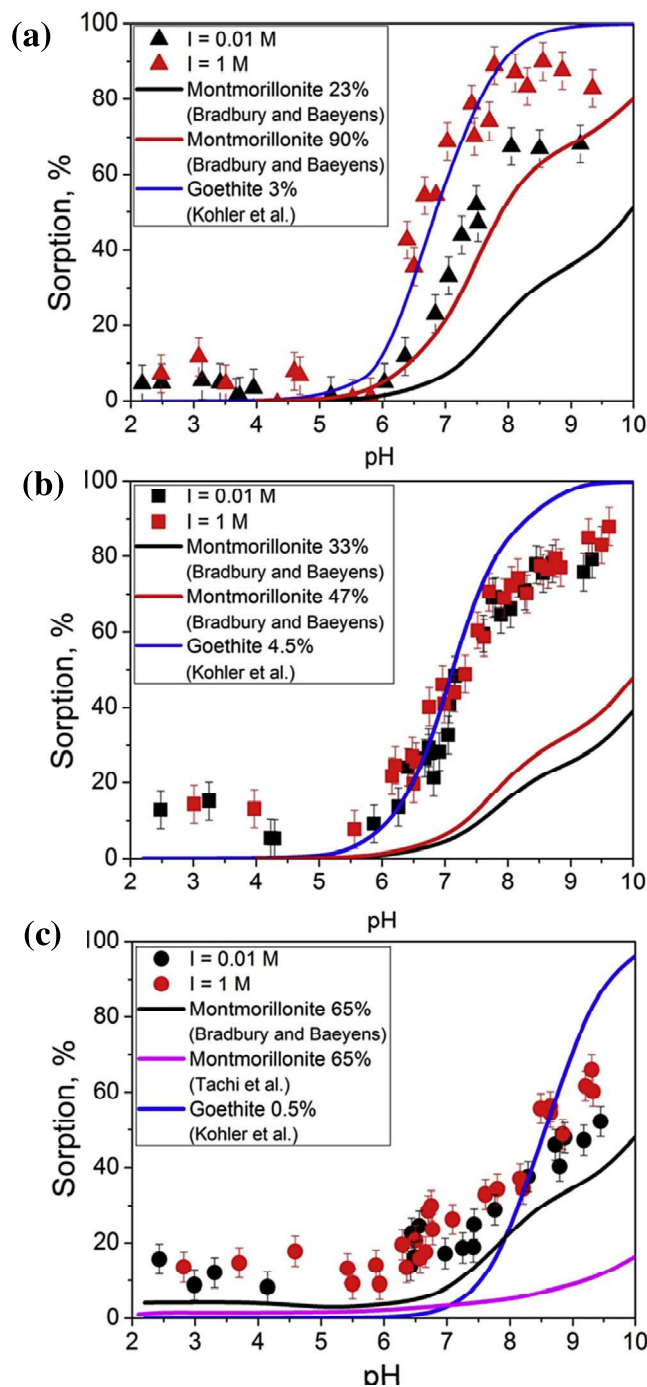 (a)
I = 0.01 M
I = 1 M
Montmorillonite 23%
(Bradbury and Baeyens)
Montmorillonite 90%
(Bradbury and Baeyens)
Goethite 3%
(Kohler et al.)
Sorption, %
100
80
60
40
20
0
2 3 4 5 6 7 8 9 10
pH
(b)
I = 0.01 M
I = 1 M
Montmorillonite 33%
(Bradbury and Baeyens)
Montmorillonite 47%
(Bradbury and Baeyens)
Goethite 4.5%
(Kohler et al.)
Sorption, %
100
80
60
40
20
0
2 3 4 5 6 7 8 9 10
pH
(c)
I = 0.01 M
I = 1 M
Montmorillonite 65%
(Bradbury and Baeyens)
Montmorillonite 65%
(Tachi et al.)
Goethite 0.5%
(Kohler et al.)
Sorption, %
100
80
60
40
20
0
2 3 4 5 6 7 8 9 10
pH